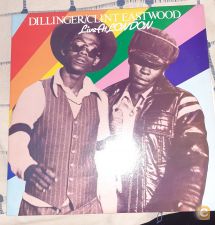 DILLINGER/CLINT EASTWOOD
Live At LONDON